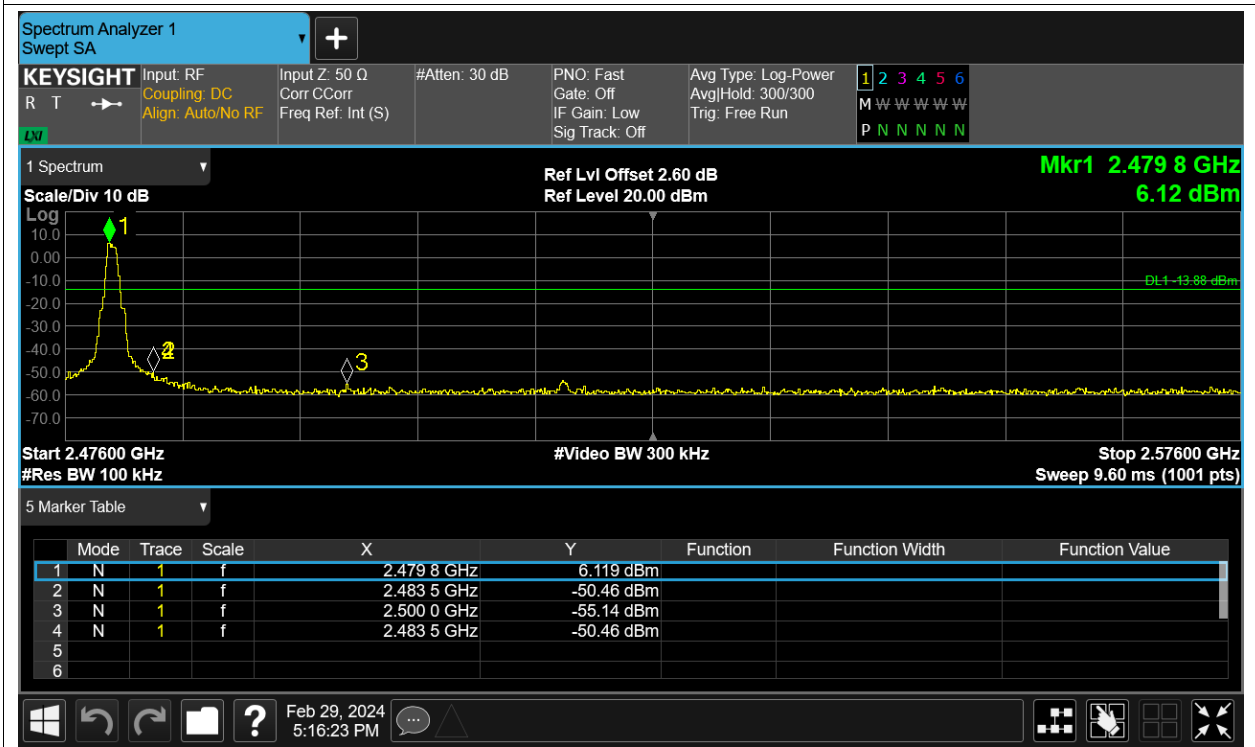 Spectrum Analyzer 1
Swept SA
+
KEYSIGHT Input: RF Input Z: 50 Ω #Atten: 30 dB PNO: Fast Avg Type: Log-Power 1 2 3 4 5 6
R T Coupling: DC Corr CCorr Gate: Off Avg|Hold: 300/300 M W W W W W
Align: Auto/No RF Freq Ref: Int (S) IF Gain: Low Trig: Free Run
LXI Sig Track: Off P N N N N N
1 Spectrum Ref Lvl Offset 2.60 dB Mkr1 2.479 8 GHz
Scale/Div 10 dB Ref Level 20.00 dBm 6.12 dBm
Log
1
10.0
0.00
-10.0 DL1 -13.88 dBm
-20.0
-30.0
-40.0
3
-50.0
-60.0
-70.0
Start 2.47600 GHz #Video BW 300 kHz Stop 2.57600 GHz
#Res BW 100 kHz Sweep 9.60 ms (1001 pts)
5 Marker Table
Mode Trace Scale X Y Function Function Width Function Value
1 N 1 f 2.479 8 GHz 6.119 dBm
2 N 1 f 2.483 5 GHz -50.46 dBm
3 N 1 f 2.500 0 GHz -55.14 dBm
4 N 1 f 2.483 5 GHz -50.46 dBm
5
6
? Feb 29, 2024
5:16:23 PM